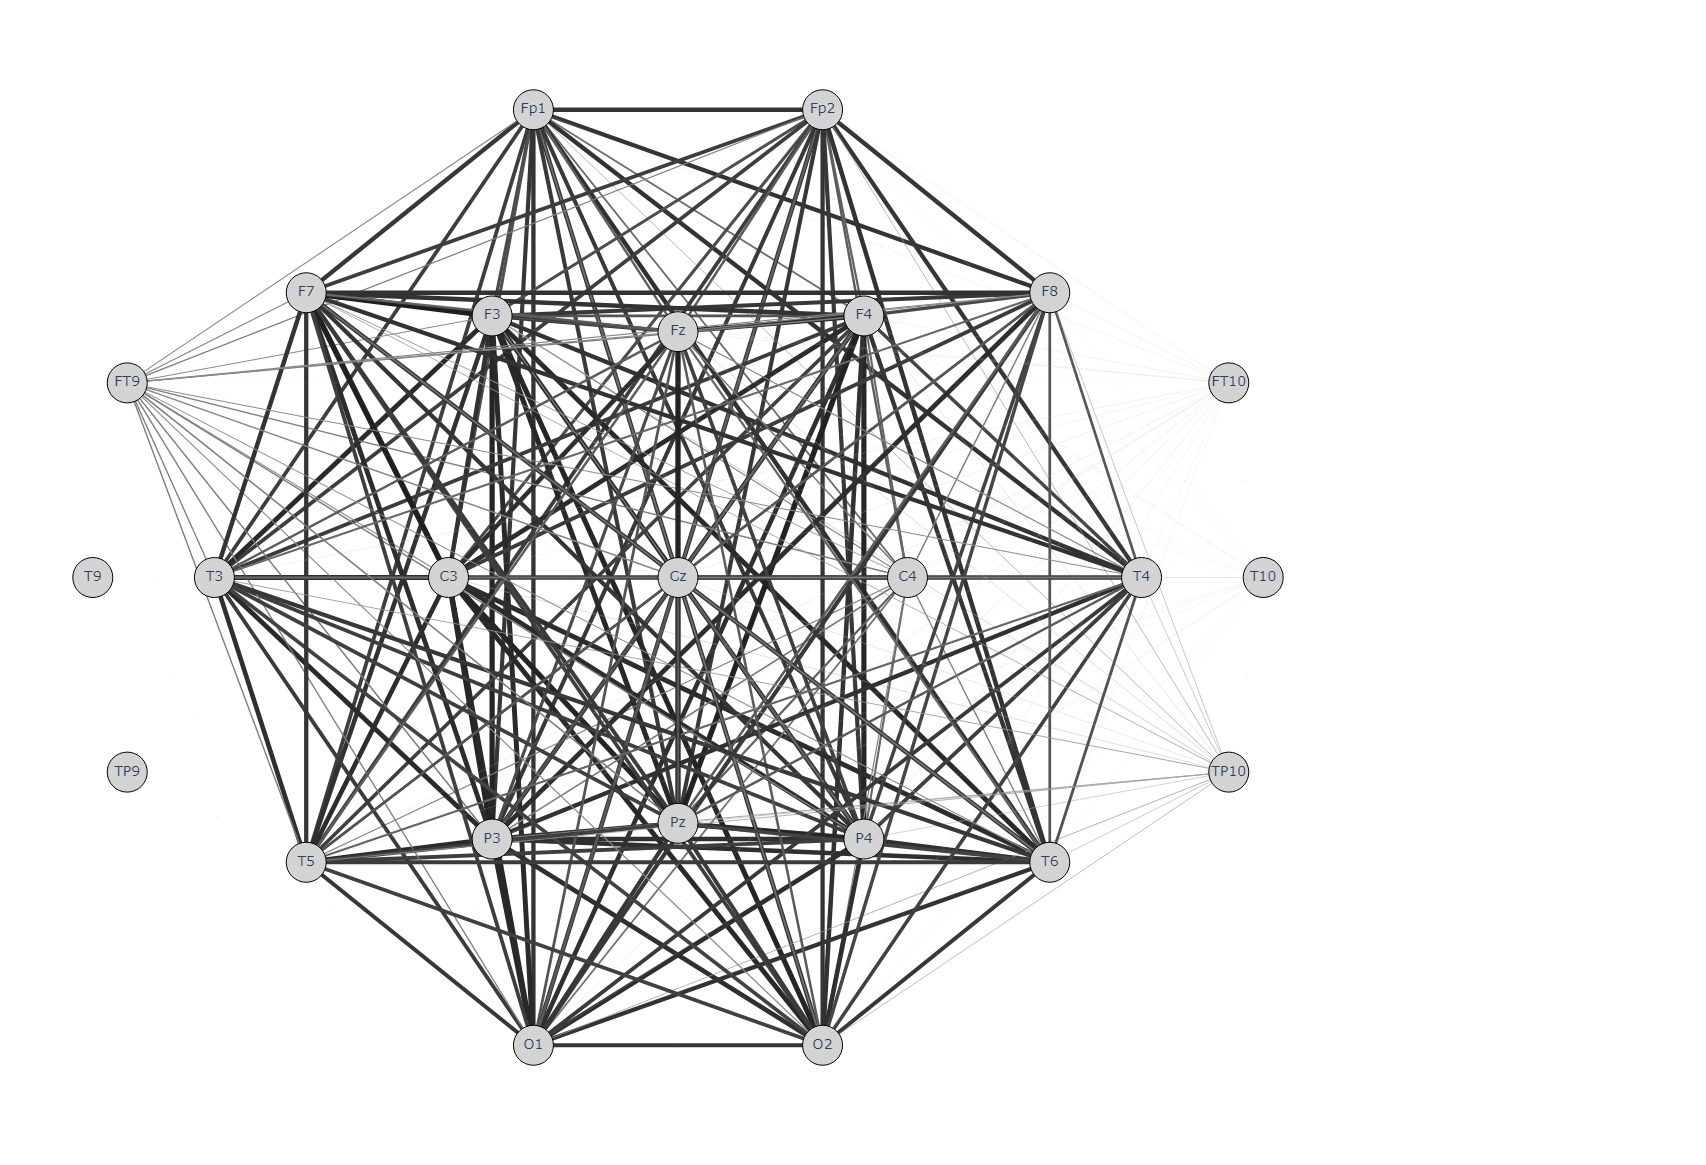 Fp1 Fp2
F7 F3 Fz F4 F8
FT9 FT10
T9 T3 C3 Cz C4 T4 T10
TP9 TP10
T5 P3 Pz P4 T6
O1 O2